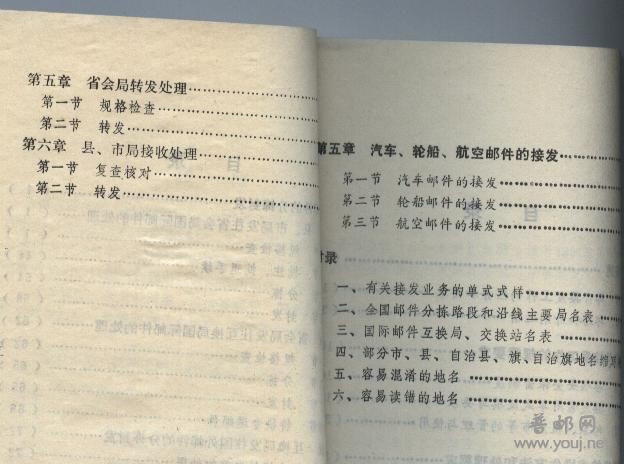 第五章 省会局转发处理
第一节 规格检查
第二节 转发
第六章 县、市局接收处理
第一节 复查核对
第二节 转发
第五章 汽车、轮船、航空邮件的接发
第一节 汽车邮件的接发
第二节 轮船邮件的接发
第三节 航空邮件的接发
附录
一、有关接发业务的单式式样
二、全国邮件分拣路段和沿线主要局名表
三、国际邮件互换局、交换站名表
四、部分市、县、自治县、旗、自治旗地名缩写
五、容易混淆的地名
六、容易读错的地名
普邮网
www.youj.net